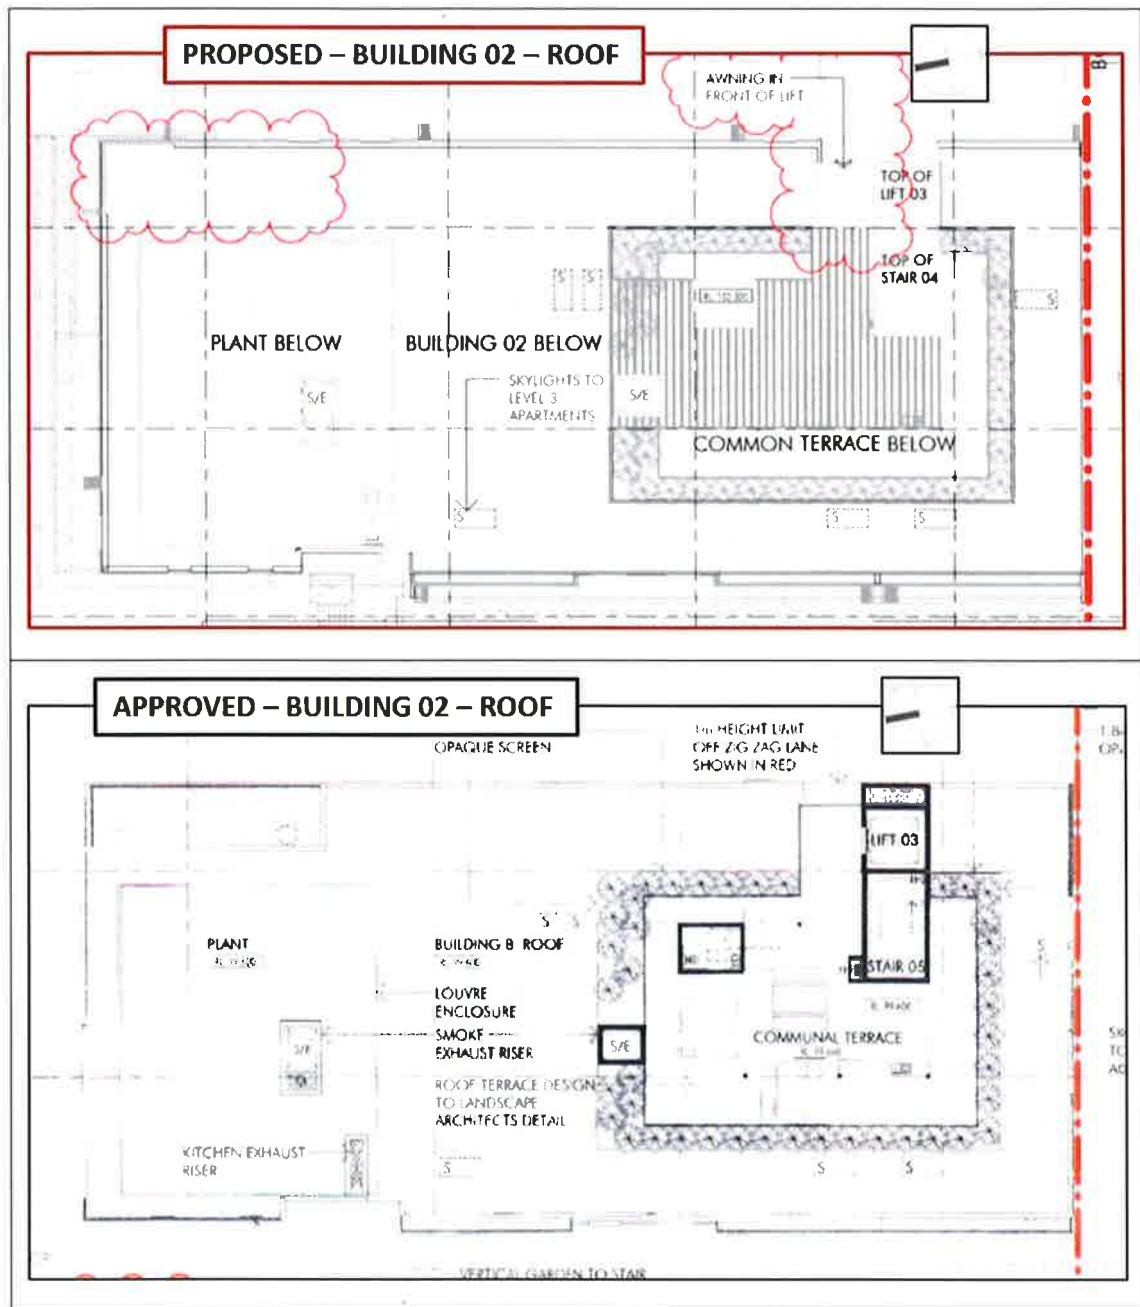 PROPOSED – BUILDING 02 – ROOF
AWNING IN
FRONT OF LIFT
TOP OF
LIFT 03
TOP OF
STAIR 04
S
S
S
PLANT BELOW
BUILDING 02 BELOW
SKYLIGHTS TO
LEVEL 3
APARTMENTS
S/E
S/E
COMMON TERRACE BELOW
S
S
S
APPROVED – BUILDING 02 – ROOF
OPAQUE SCREEN
HEIGHT LIMIT
OFF ZIG ZAG LANE
SHOWN IN RED
LIFT 03
S
S
PLANT
BUILDING B ROOF
LOUVRE
ENCLOSURE
SMOKE
EXHAUST RISER
S/E
S/E
STAIR 05
COMMUNAL TERRACE
ROOF TERRACE DESIGN
TO LANDSCAPE
ARCHITECTS DETAIL
KITCHEN EXHAUST
RISER
S
S
S
S
VERTICAL GARDEN TO STAIR